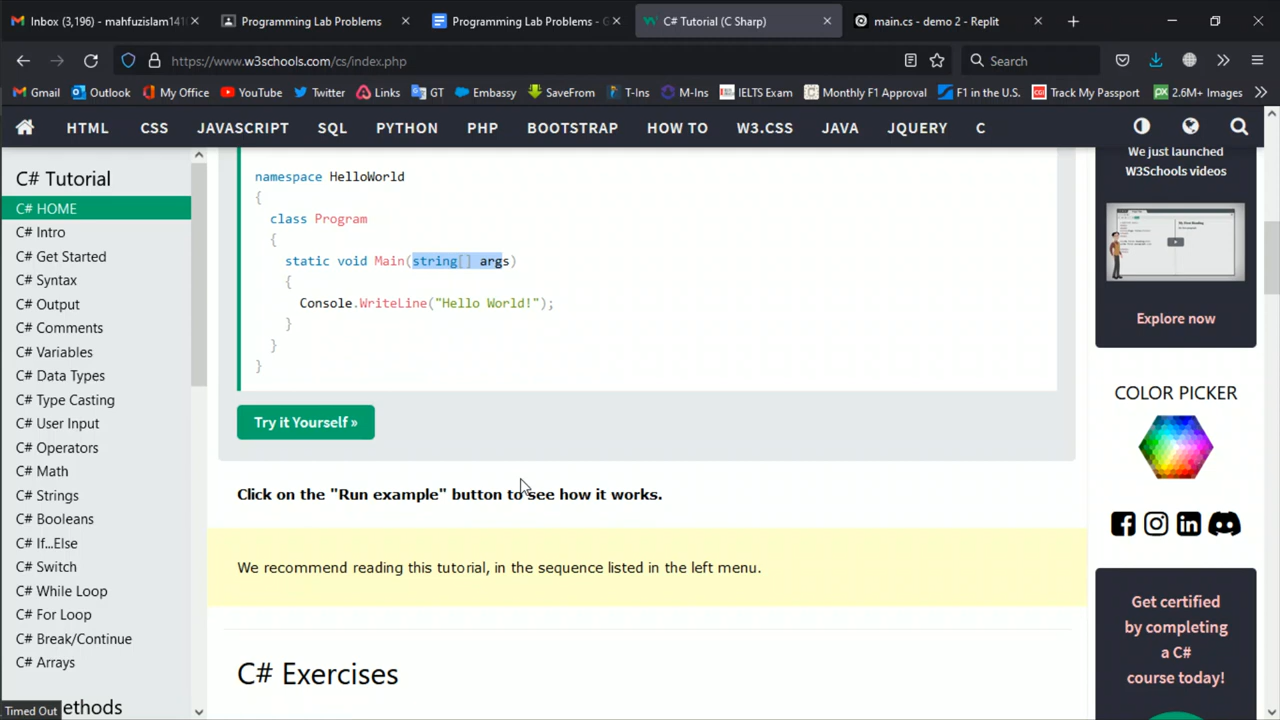 Inbox (3,196) - mahfuzislam141
Programming Lab Problems
Programming Lab Problems - G
C# Tutorial (C Sharp)
main.cs - demo 2 - Replit
https://www.w3schools.com/cs/index.php
Search
Gmail
Outlook
My Office
YouTube
Twitter
Links
GT
Embassy
SaveFrom
T-Ins
M-Ins
IELTS Exam
Monthly F1 Approval
F1 in the U.S.
Track My Passport
2.6M+ Images
HTML
CSS
JAVASCRIPT
SQL
PYTHON
PHP
BOOTSTRAP
HOW TO
W3.CSS
JAVA
JQUERY
C
C# Tutorial
C# HOME
C# Intro
C# Get Started
C# Syntax
C# Output
C# Comments
C# Variables
C# Data Types
C# Type Casting
C# User Input
C# Operators
C# Math
C# Strings
C# Booleans
C# If...Else
C# Switch
C# While Loop
C# For Loop
C# Break/Continue
C# Arrays
ethods
Timed Out
namespace HelloWorld
{
class Program
{
static void Main(string[] args)
{
Console.WriteLine("Hello World!");
}
}
}
Try it Yourself »
Click on the "Run example" button to see how it works.
We recommend reading this tutorial, in the sequence listed in the left menu.
C# Exercises
We just launched
W3Schools videos
Explore now
COLOR PICKER
Get certified
by completing
a C#
course today!